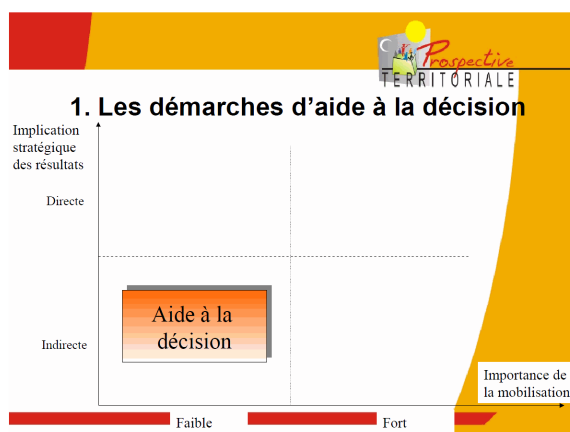 Prospective
TERRITORIALE
1. Les démarches d'aide à la décision
Implication
stratégique
des résultats
Directe
Aide à la
décision
Indirecte
Importance de
la mobilisation
Faible
Fort